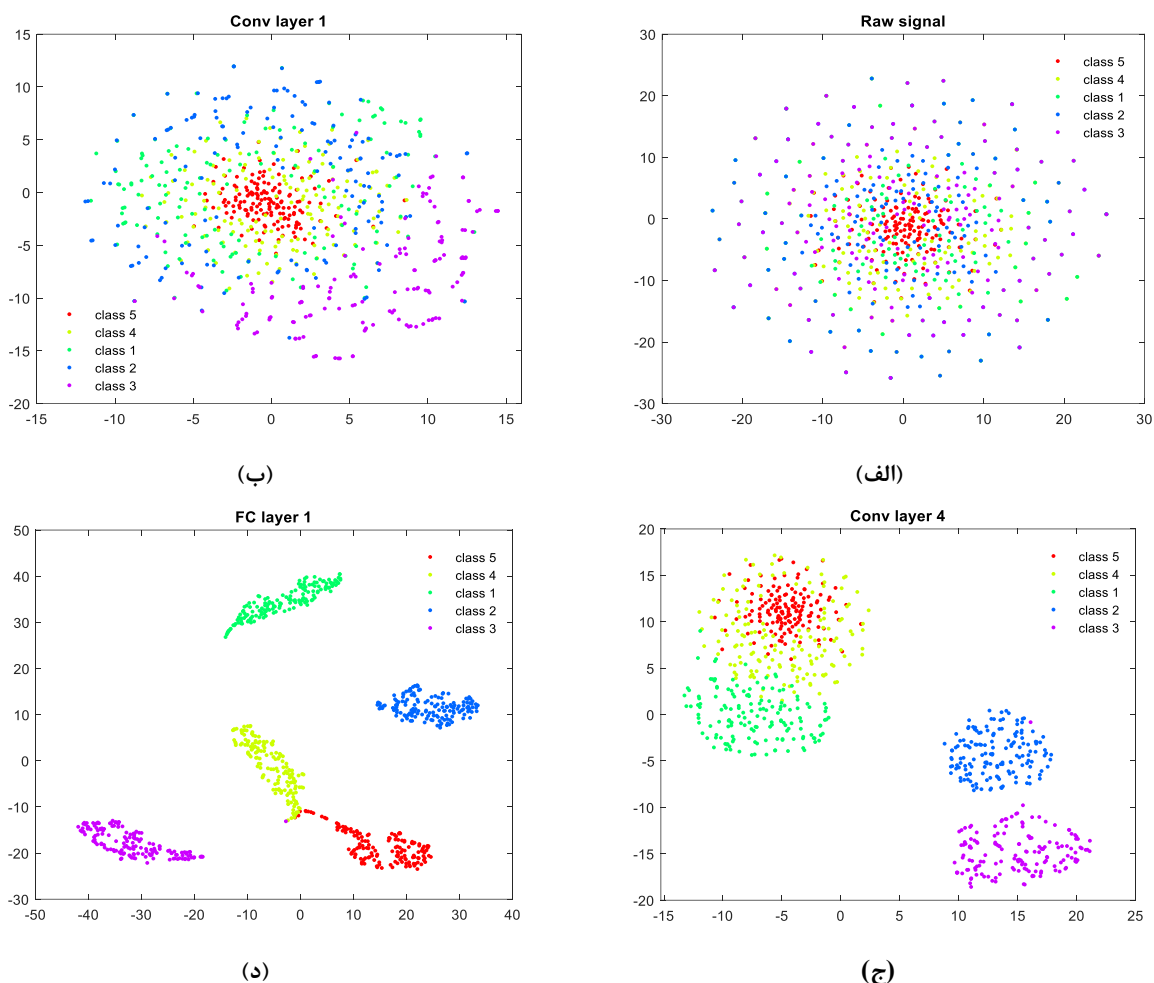 Raw signal
30
20
10
0
-10
-20
-30
-30 -20 -10 0 10 20 30
class 5
class 4
class 1
class 2
class 3
(الف)
Conv layer 1
15
10
5
0
-5
-10
-15
-20
-15 -10 -5 0 5 10 15
class 5
class 4
class 1
class 2
class 3
(ب)
Conv layer 4
20
15
10
5
0
-5
-10
-15
-20
-15 -10 -5 0 5 10 15 20 25
class 5
class 4
class 1
class 2
class 3
(ج)
FC layer 1
50
40
30
20
10
0
-10
-20
-30
-50 -40 -30 -20 -10 0 10 20 30 40
class 5
class 4
class 1
class 2
class 3
(د)